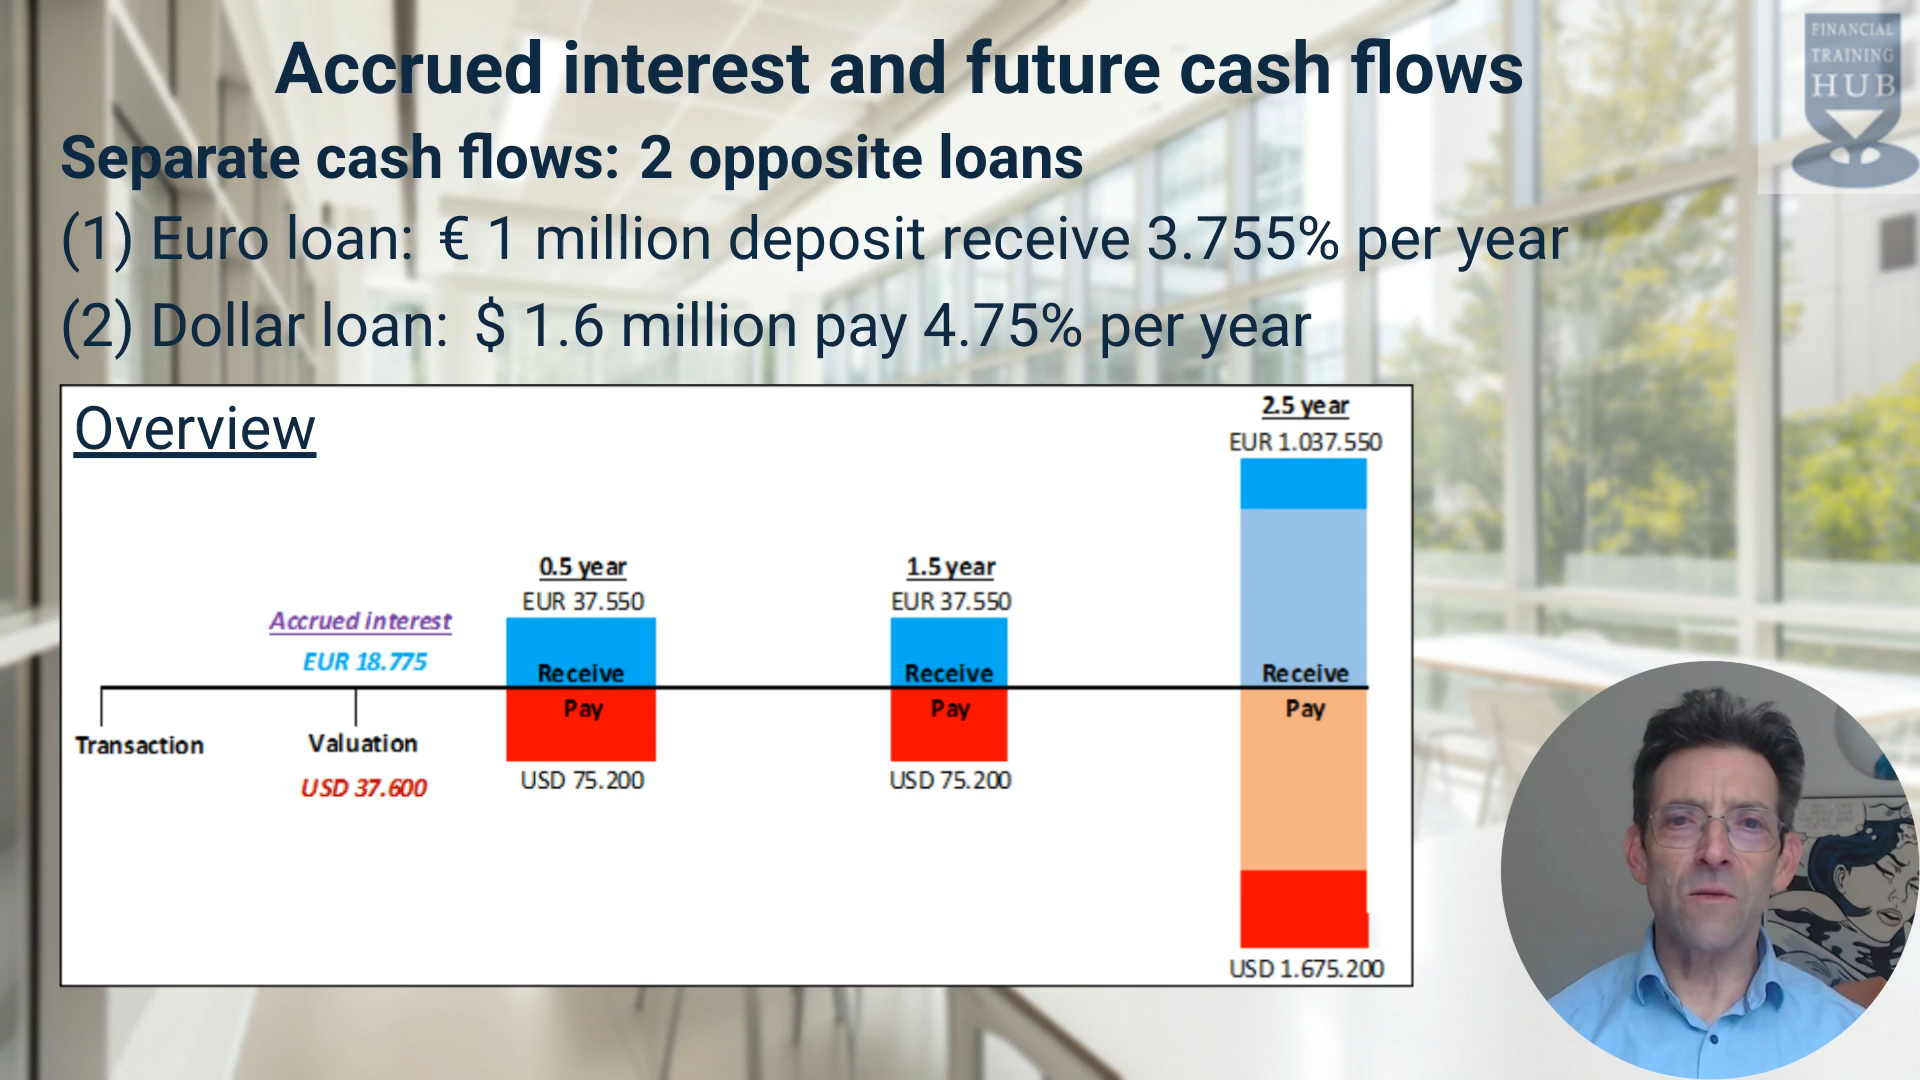 Accrued interest and future cash flows
FINANCIAL
TRAINING
HUB
Separate cash flows: 2 opposite loans
(1) Euro loan: € 1 million deposit receive 3.755% per year
(2) Dollar loan: $ 1.6 million pay 4.75% per year
Overview
2.5 year
EUR 1.037.550
0.5 year
EUR 37.550
1.5 year
EUR 37.550
Accrued interest
EUR 18.775
Receive
Receive
Receive
Pay
Pay
Pay
Transaction
Valuation
USD 37.600
USD 75.200
USD 75.200
USD 1.675.200